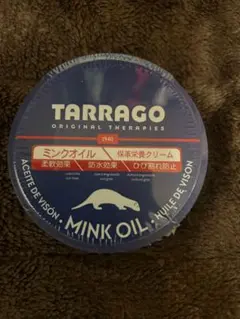 TARRAGO
ORIGINAL THERAPIES
1940
ミンクオイル 保革栄養クリーム
柔軟効果 防水効果 ひび割れ防止
ACEITE DE VISÓN · MINK OIL · HUILE DE VISON